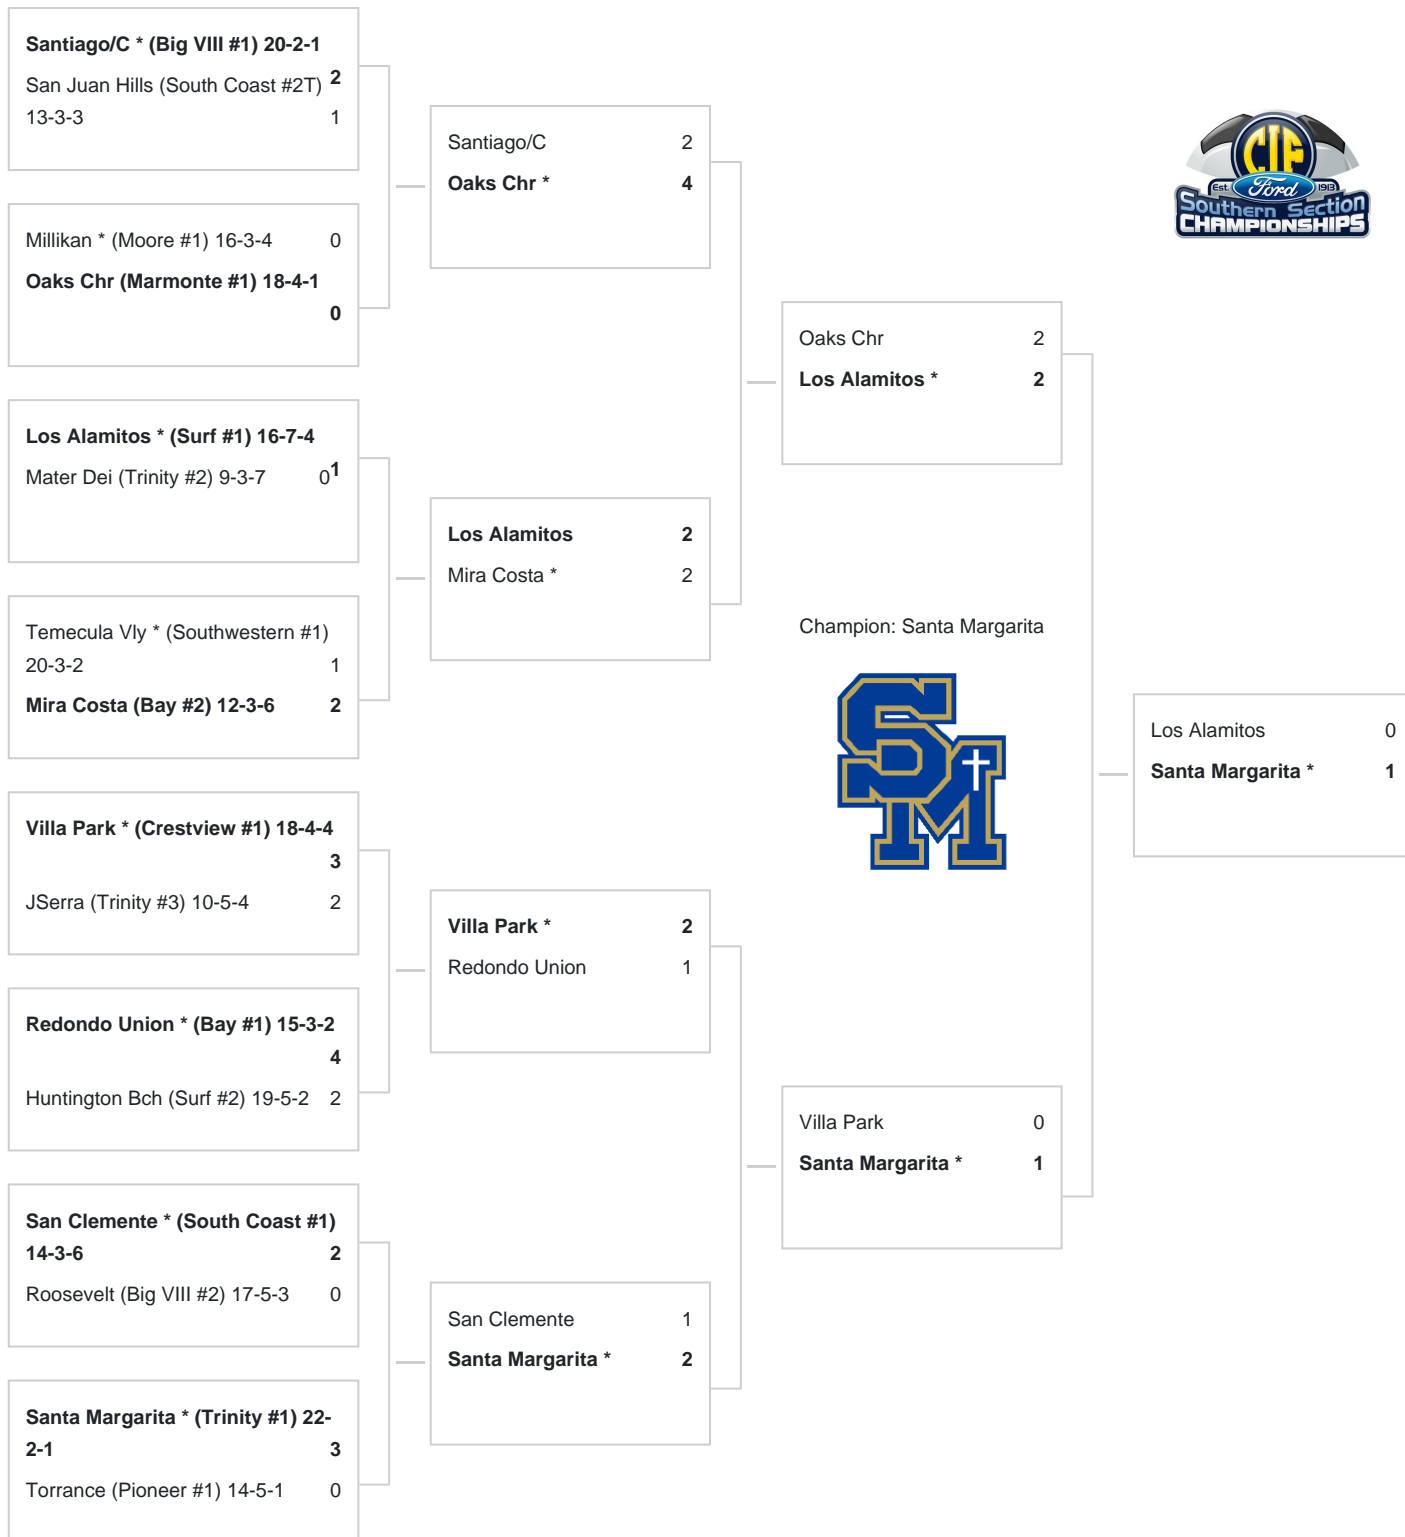 Santiago/C * (Big VIII #1) 20-2-1
2
San Juan Hills (South Coast #2T)
13-3-3 1
Millikan * (Moore #1) 16-3-4 0
Oaks Chr (Marmonte #1) 18-4-1
0
Los Alamitos * (Surf #1) 16-7-4
1
Mater Dei (Trinity #2) 9-3-7 0
Temecula Vly * (Southwestern #1)
20-3-2 1
Mira Costa (Bay #2) 12-3-6 2
Villa Park * (Crestview #1) 18-4-4
3
JSerra (Trinity #3) 10-5-4 2
Redondo Union * (Bay #1) 15-3-2
4
Huntington Bch (Surf #2) 19-5-2 2
San Clemente * (South Coast #1)
14-3-6 2
Roosevelt (Big VIII #2) 17-5-3 0
Santa Margarita * (Trinity #1) 22-
2-1 3
Torrance (Pioneer #1) 14-5-1 0
Santiago/C 2
Oaks Chr * 4
Los Alamitos 2
Mira Costa * 2
Villa Park * 2
Redondo Union 1
San Clemente 1
Santa Margarita * 2
Oaks Chr 2
Los Alamitos * 2
Champion: Santa Margarita
SM
Villa Park 0
Santa Margarita * 1
CIF
Est. Ford 1913
Southern Section
CHAMPIONSHIPS
Los Alamitos 0
Santa Margarita * 1